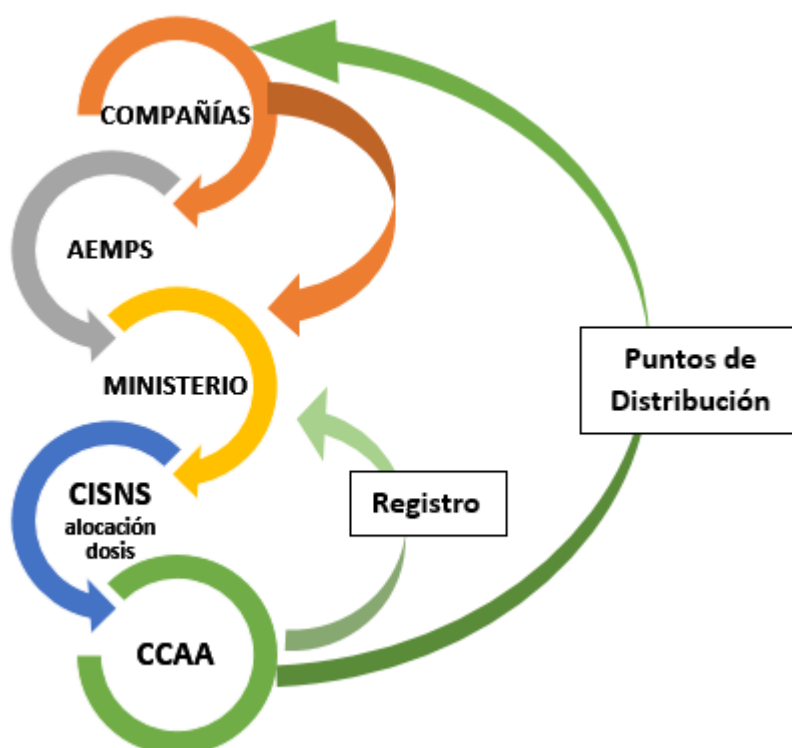 COMPAÑÍAS
AEMPS
MINISTERIO
Puntos de
Distribución
CISNS
alocación
dosis
Registro
CCAA